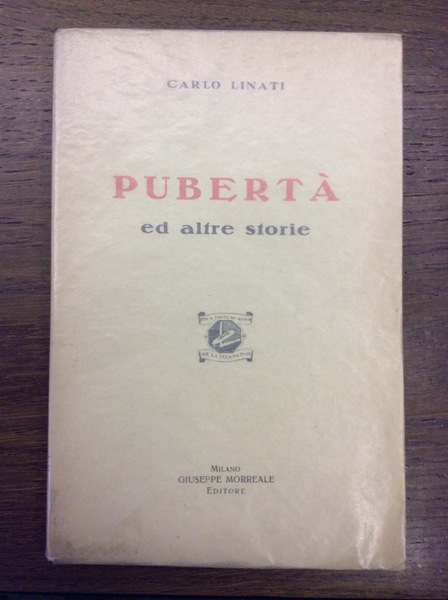 CARLO LINATI
PUBERTÀ
ed altre storie
MILANO
GIUSEPPE MORREALE
EDITORE